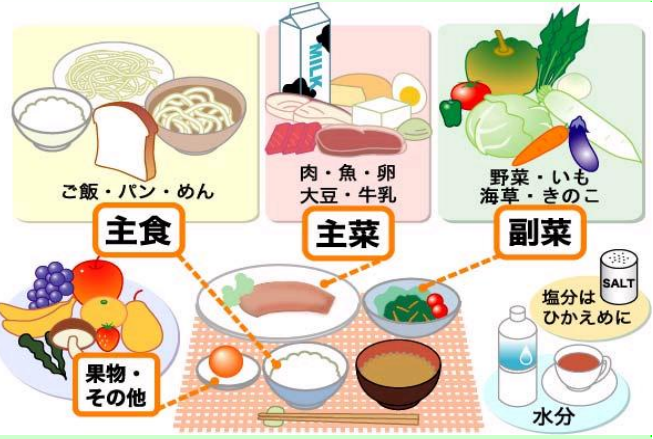 MILK
ご飯・パン・めん
肉・魚・卵
大豆・牛乳
野菜・いも
海草・きのこ
主食
主菜
副菜
SALT
塩分は
ひかえめに
果物・
その他
水分